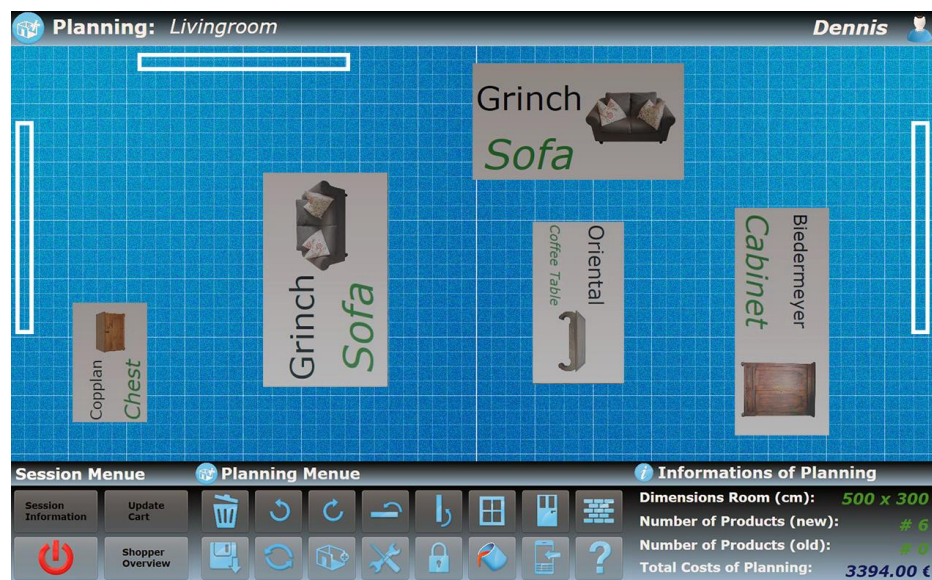 Planning: Livingroom
Dennis
Grinch
Sofa
Grinch
Sofa
Oriental
Coffee Table
Biedermeyer
Cabinet
Copplan
Chest
Session Menue
Planning Menue
Informations of Planning
Session
Information
Update
Cart
Shopper
Overview
?
i
Dimensions Room (cm): 500 x 300
Number of Products (new): # 6
Number of Products (old): # 0
Total Costs of Planning: 3394.00 €